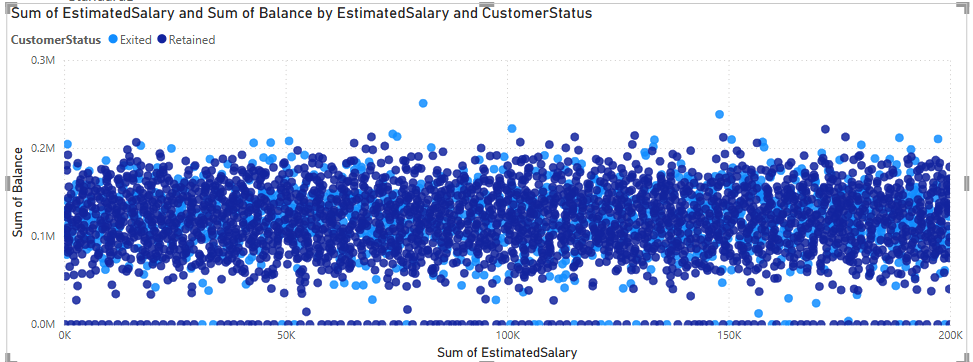 Sum of EstimatedSalary and Sum of Balance by EstimatedSalary and CustomerStatus
CustomerStatus Exited Retained
0.3M
0.2M
0.1M
0.0M
Sum of Balance
0K 50K 100K 150K 200K
Sum of EstimatedSalary